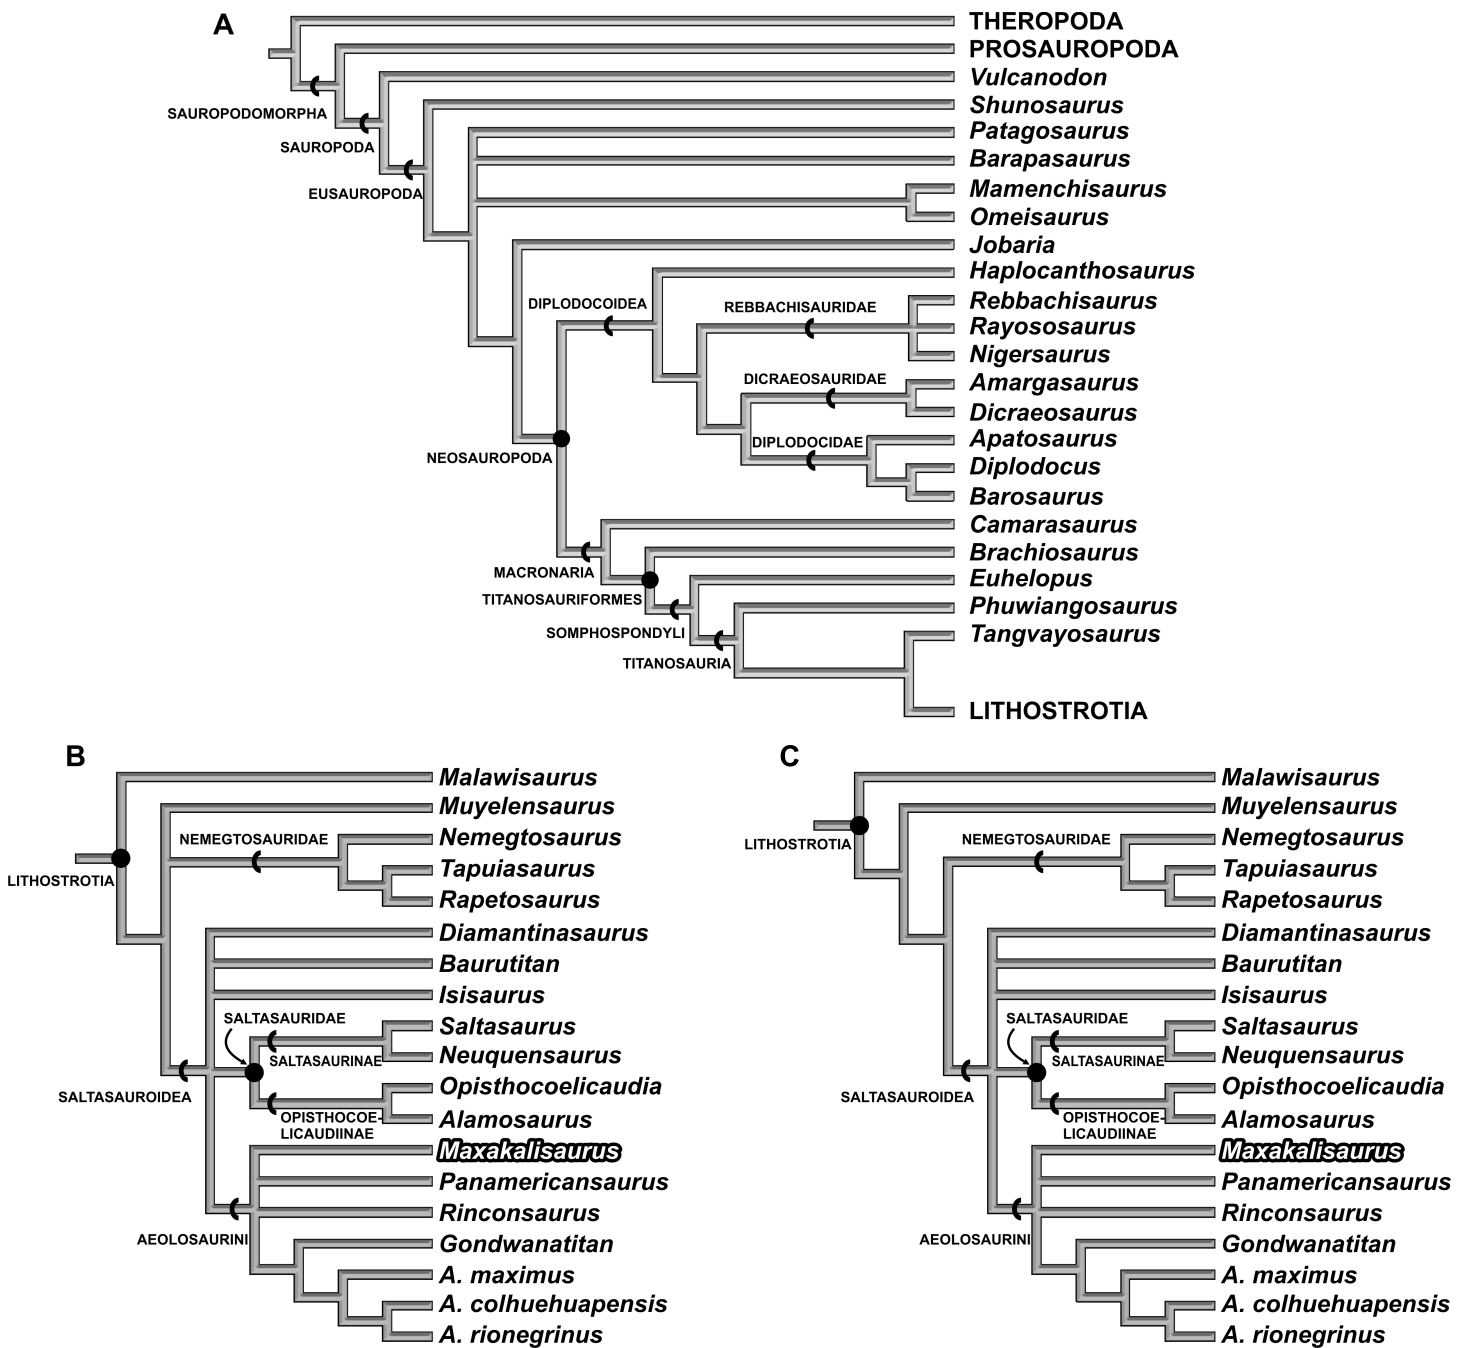 A
THEROPODA
PROSAUROPODA
Vulcanodon
Shunosaurus
SAUROPODOMORPHA
Patagosaurus
SAUROPODA
Barapasaurus
Mamenchisaurus
EUSAUROPODA
Omeisaurus
Jobaria
Haplocanthosaurus
DIPLODOCOIDEA
REBBACHISAURIDAE
Rebbachisaurus
Rayososaurus
Nigersaurus
DICRAEOSAURIDAE
Amargasaurus
Dicraeosaurus
DIPLODOCIDAE
Apatosaurus
NEOSAUROPODA
Diplodocus
Barosaurus
Camarasaurus
Brachiosaurus
MACRONARIA
Euhelopus
TITANOSAURIFORMES
Phuwiangosaurus
SOMPHOSPONDYLI
Tangvayosaurus
TITANOSAURIA
LITHOSTROTIA
B
Malawisaurus
Muyelensaurus
NEMEGTOSAURIDAE
Nemegtosaurus
Tapuiasaurus
LITHOSTROTIA
Rapetosaurus
Diamantinasaurus
Baurutitan
Isisaurus
SALTASAURIDAE
Saltasaurus
SALTASAURINAE
Neuquensaurus
Opisthocoelicaudia
SALTASAUROIDEA
OPISTHOCOE-
LICAUDIINAE
Alamosaurus
Maxakalisaurus
Panamericansaurus
Rinconsaurus
AEOLOSAURINI
Gondwanatitan
A. maximus
A. colhuehuapensis
A. rionegrinus
C
Malawisaurus
Muyelensaurus
LITHOSTROTIA
NEMEGTOSAURIDAE
Nemegtosaurus
Tapuiasaurus
Rapetosaurus
Diamantinasaurus
Baurutitan
Isisaurus
SALTASAURIDAE
Saltasaurus
SALTASAURINAE
Neuquensaurus
Opisthocoelicaudia
SALTASAUROIDEA
OPISTHOCOE-
LICAUDIINAE
Alamosaurus
Maxakalisaurus
Panamericansaurus
Rinconsaurus
AEOLOSAURINI
Gondwanatitan
A. maximus
A. colhuehuapensis
A. rionegrinus